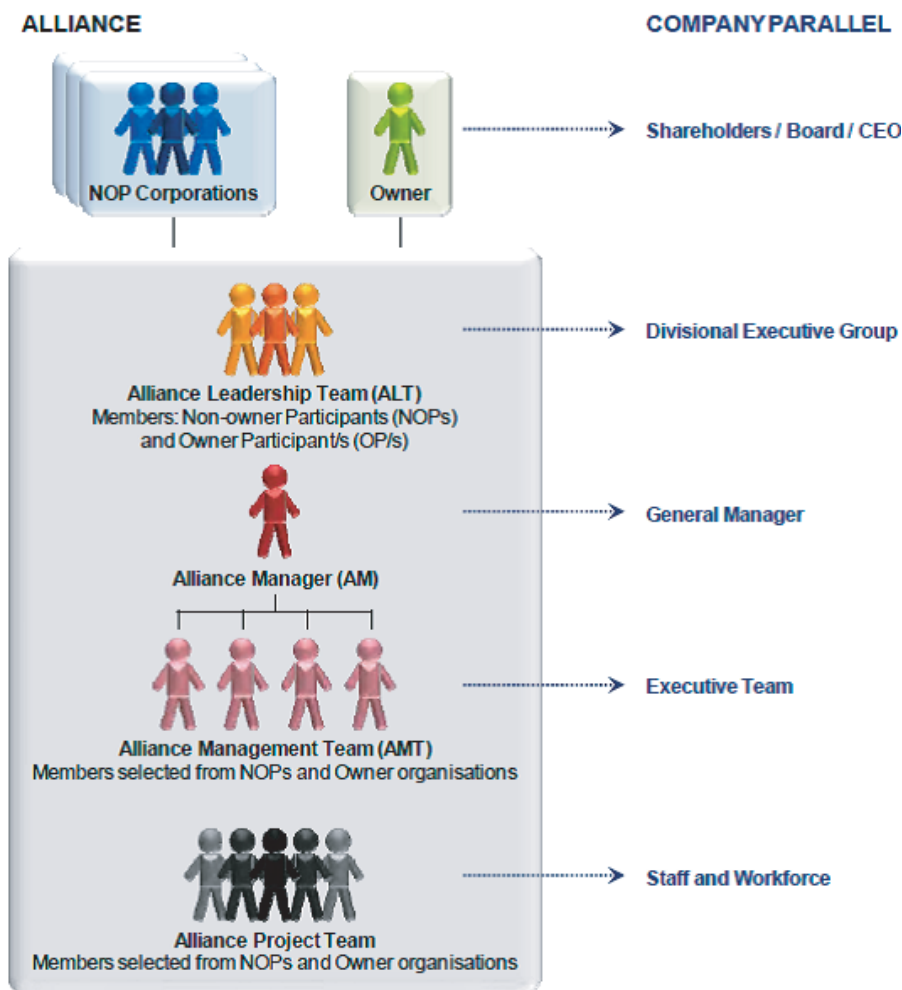 ALLIANCE
COMPANY PARALLEL
NOP Corporations
Owner
Shareholders / Board / CEO
Divisional Executive Group
Alliance Leadership Team (ALT)
Members: Non-owner Participants (NOPs)
and Owner Participant/s (OP/s)
General Manager
Alliance Manager (AM)
Executive Team
Alliance Management Team (AMT)
Members selected from NOPs and Owner organisations
Staff and Workforce
Alliance Project Team
Members selected from NOPs and Owner organisations